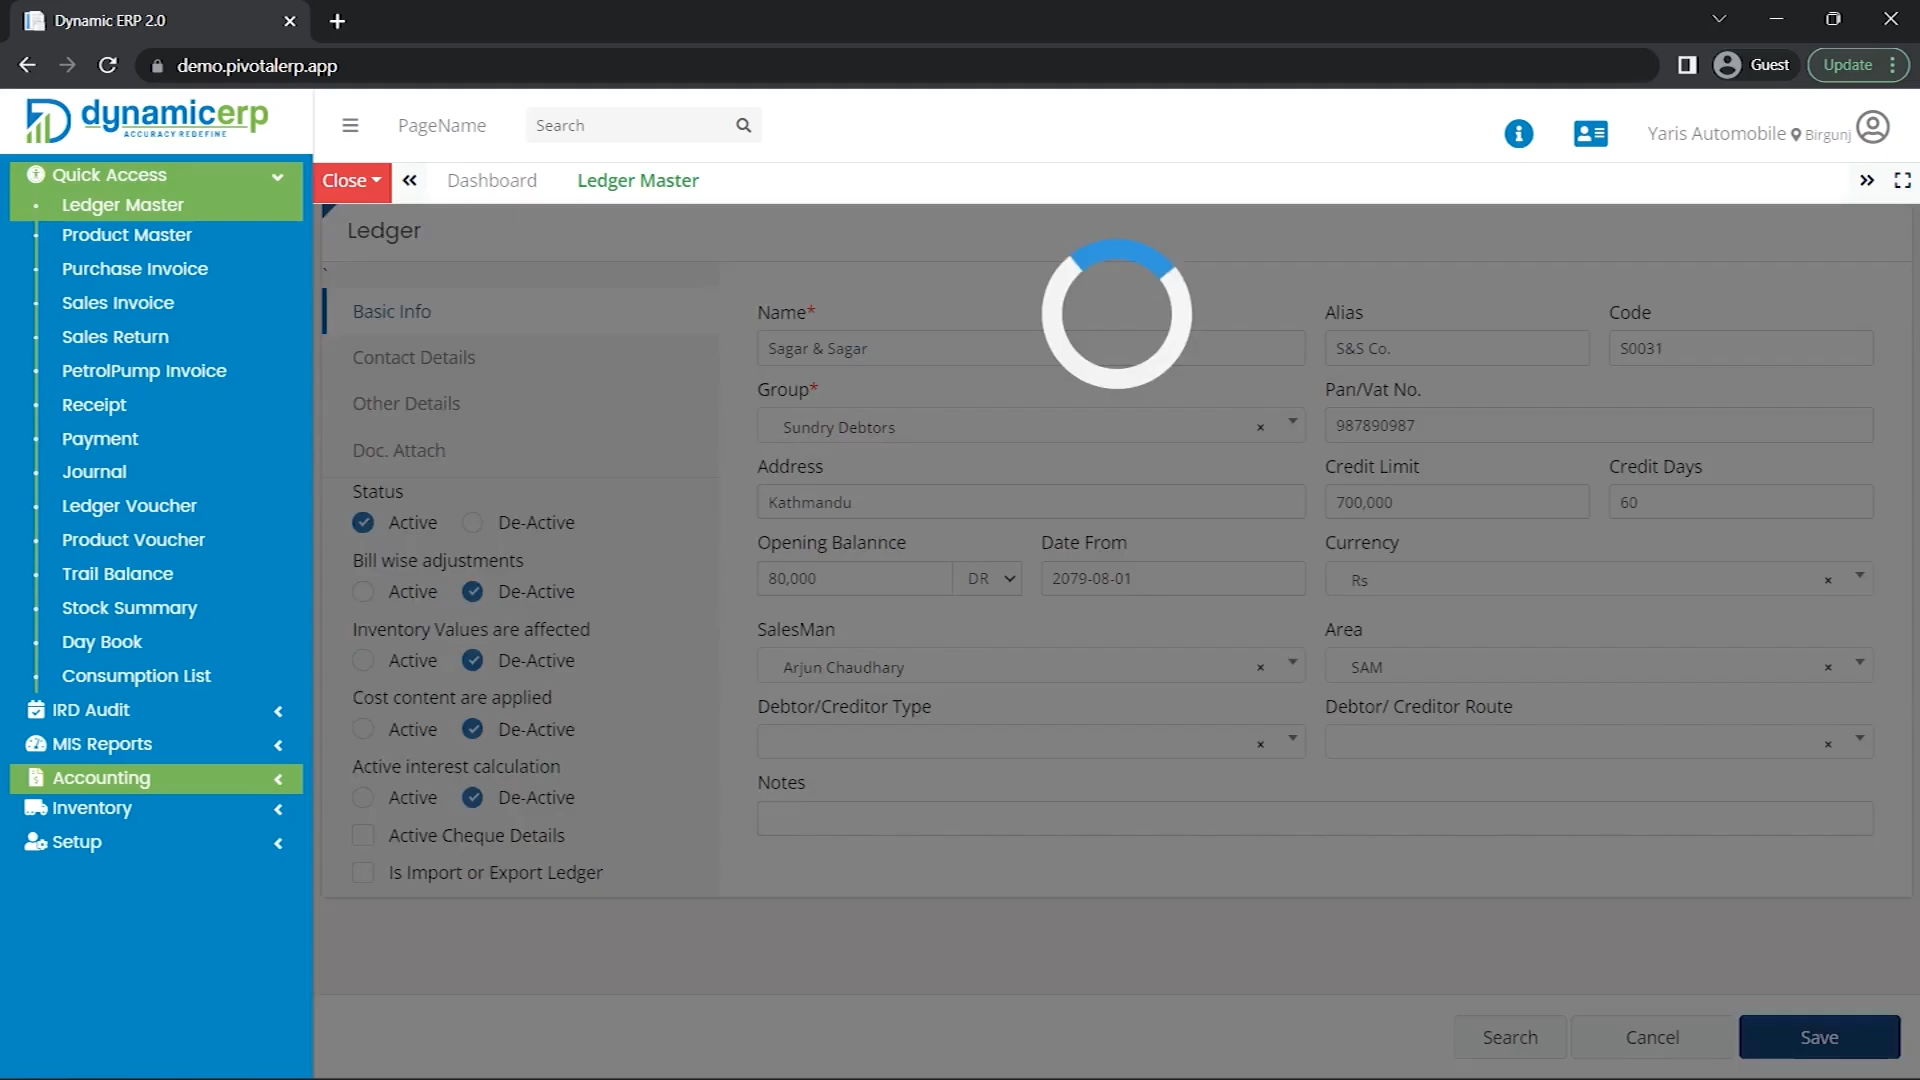 Dynamic ERP 2.0
demo.pivotalerp.app
Guest
Update
dynamicerp
ACCURACY REDEFINE
PageName
Search
Yaris Automobile Birgunj
Quick Access
Ledger Master
Product Master
Purchase Invoice
Sales Invoice
Sales Return
PetrolPump Invoice
Receipt
Payment
Journal
Ledger Voucher
Product Voucher
Trail Balance
Stock Summary
Day Book
Consumption List
IRD Audit
MIS Reports
Accounting
Inventory
Setup
Close
Dashboard
Ledger Master
Ledger
Basic Info
Contact Details
Other Details
Doc. Attach
Status
Active De-Active
Bill wise adjustments
Active De-Active
Inventory Values are affected
Active De-Active
Cost content are applied
Active De-Active
Active interest calculation
Active De-Active
Active Cheque Details
Is Import or Export Ledger
Name* Alias Code
Sagar & Sagar S&S Co. S0031
Group* Pan/Vat No.
Sundry Debtors × 987890987
Address Credit Limit Credit Days
Kathmandu 700,000 60
Opening Balannce Date From Currency
80,000 DR 2079-08-01 Rs ×
SalesMan Area
Arjun Chaudhary × SAM ×
Debtor/Creditor Type Debtor/ Creditor Route
× ×
Notes
Search Cancel Save